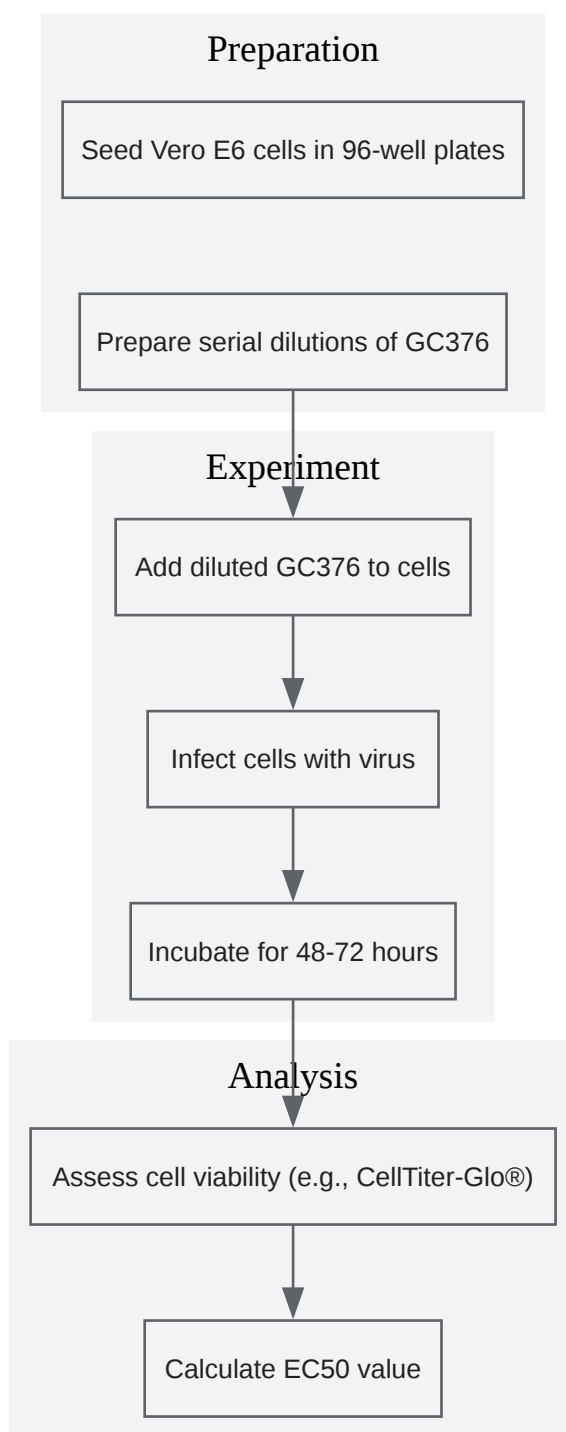 Preparation
Seed Vero E6 cells in 96-well plates
Prepare serial dilutions of GC376
Experiment
Add diluted GC376 to cells
Infect cells with virus
Incubate for 48-72 hours
Analysis
Assess cell viability (e.g., CellTiter-Glo®)
Calculate EC50 value